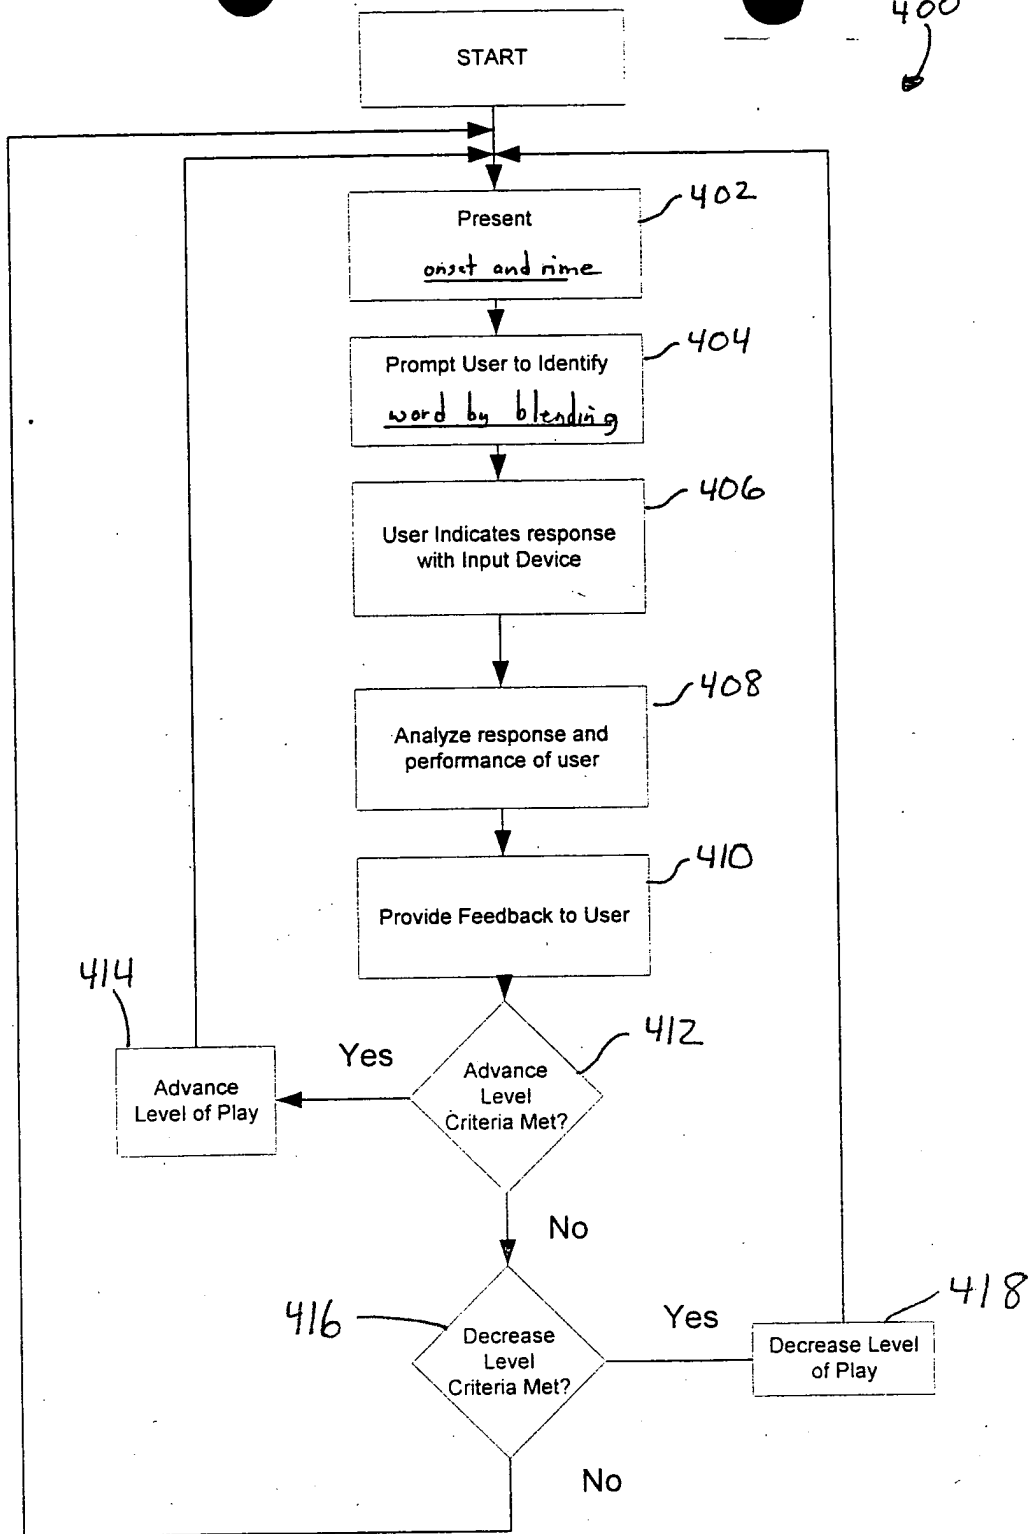 400
START
402
Present
onset and rime
404
Prompt User to Identify
word by blending
406
User Indicates response
with Input Device
408
Analyze response and
performance of user
410
Provide Feedback to User
412
Advance
Level
Criteria Met?
Yes
414
Advance
Level of Play
No
416
Decrease
Level
Criteria Met?
Yes
418
Decrease Level
of Play
No